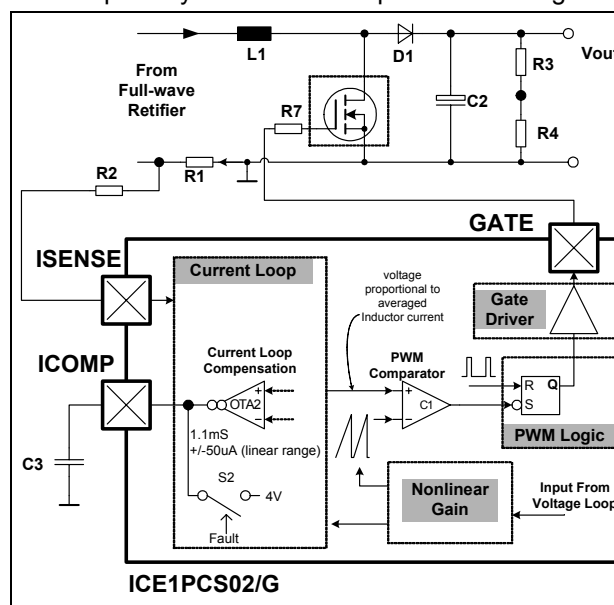 L1
D1
Vout
From
Full-wave
Retifier
R7
C2
R3
R4
R2
R1
GATE
ISENSE
Current Loop
voltage
proportional to
averaged
Inductor current
Gate
Driver
ICOMP
Current Loop
Compensation
PWM
Comparator
+
OTA2
−
+
C1
−
R
Q
S
PWM Logic
1.1mS
+/-50uA (linear range)
C3
S2
4V
Fault
Nonlinear
Gain
Input From
Voltage Loop
ICE1PCS02/G